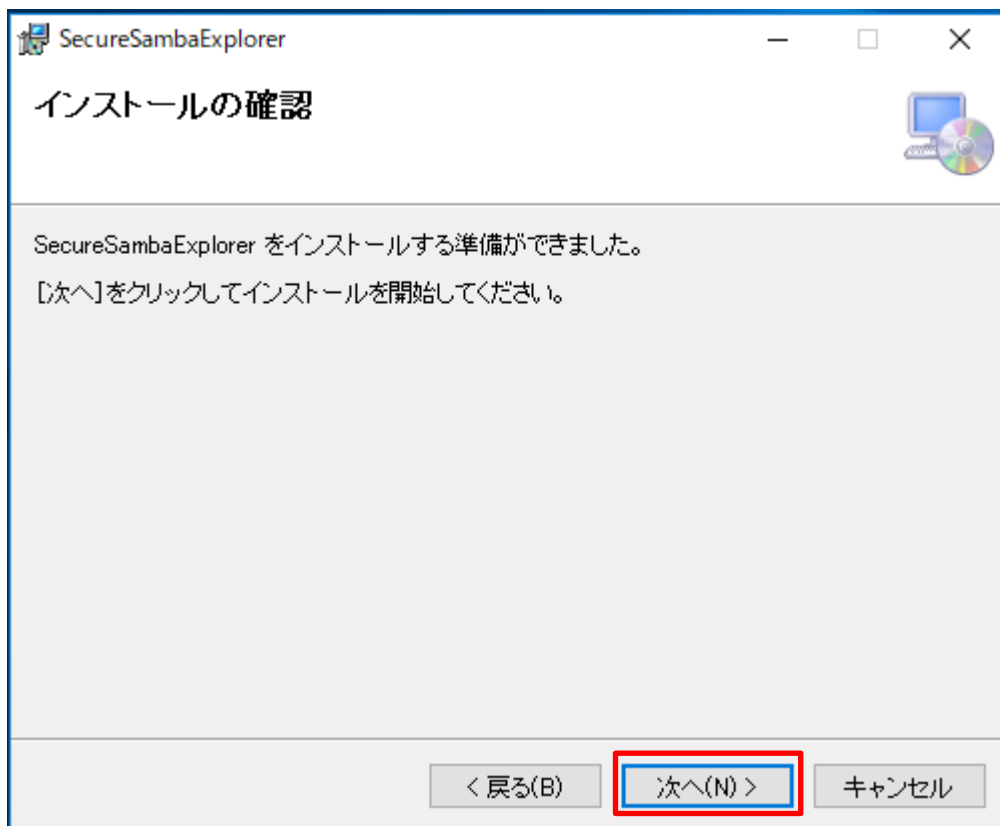 SecureSambaExplorer
インストールの確認
SecureSambaExplorer をインストールする準備ができました。
[次へ]をクリックしてインストールを開始してください。
< 戻る(B)
次へ(N) >
キャンセル